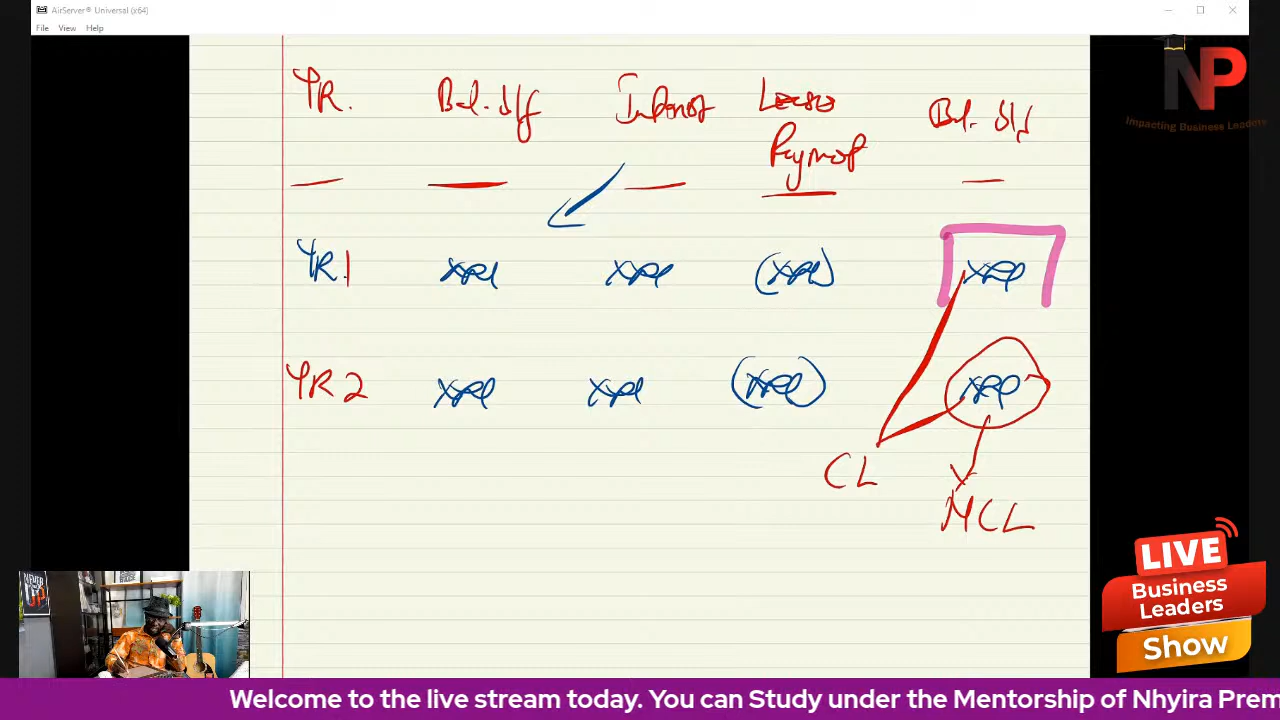 AirServer® Universal (x64)
File View Help
NP
Impacting Business Leaders
YR. Bal. b/f Interest Lease Payment Bal. b/f
YR.1 XXX XXX (XXX) XXX
YR 2 XXX XXX (XXX) XXX
CL
NCL
NEVER
UP
LIVE
Business
Leaders
Show
Welcome to the live stream today. You can Study under the Mentorship of Nhyira Prem